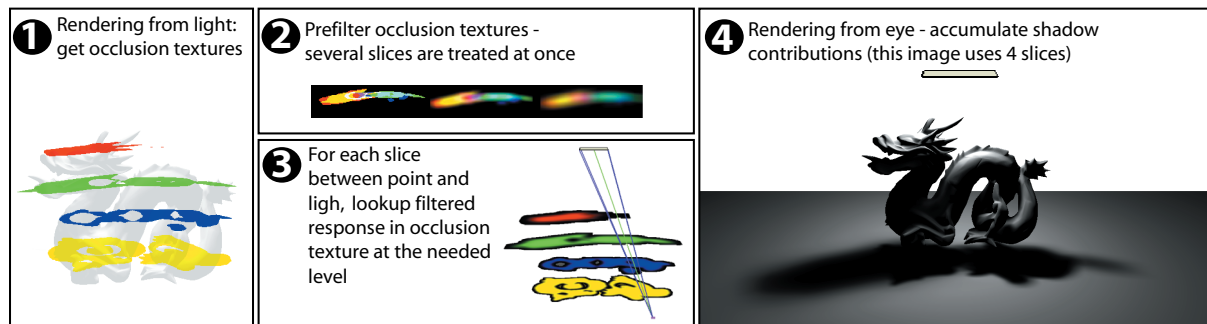 1 Rendering from light:
get occlusion textures
2 Prefilter occlusion textures -
several slices are treated at once
3 For each slice
between point and
ligh, lookup filtered
response in occlusion
texture at the needed
level
4 Rendering from eye - accumulate shadow
contributions (this image uses 4 slices)